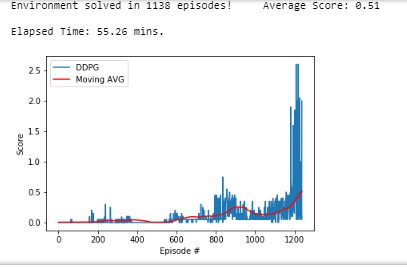 Environment solved in 1138 episodes! Average Score: 0.51
Elapsed Time: 55.26 mins.
DDPG
Moving AVG
2.5
2.0
1.5
1.0
0.5
0.0
Score
0 200 400 600 800 1000 1200
Episode #